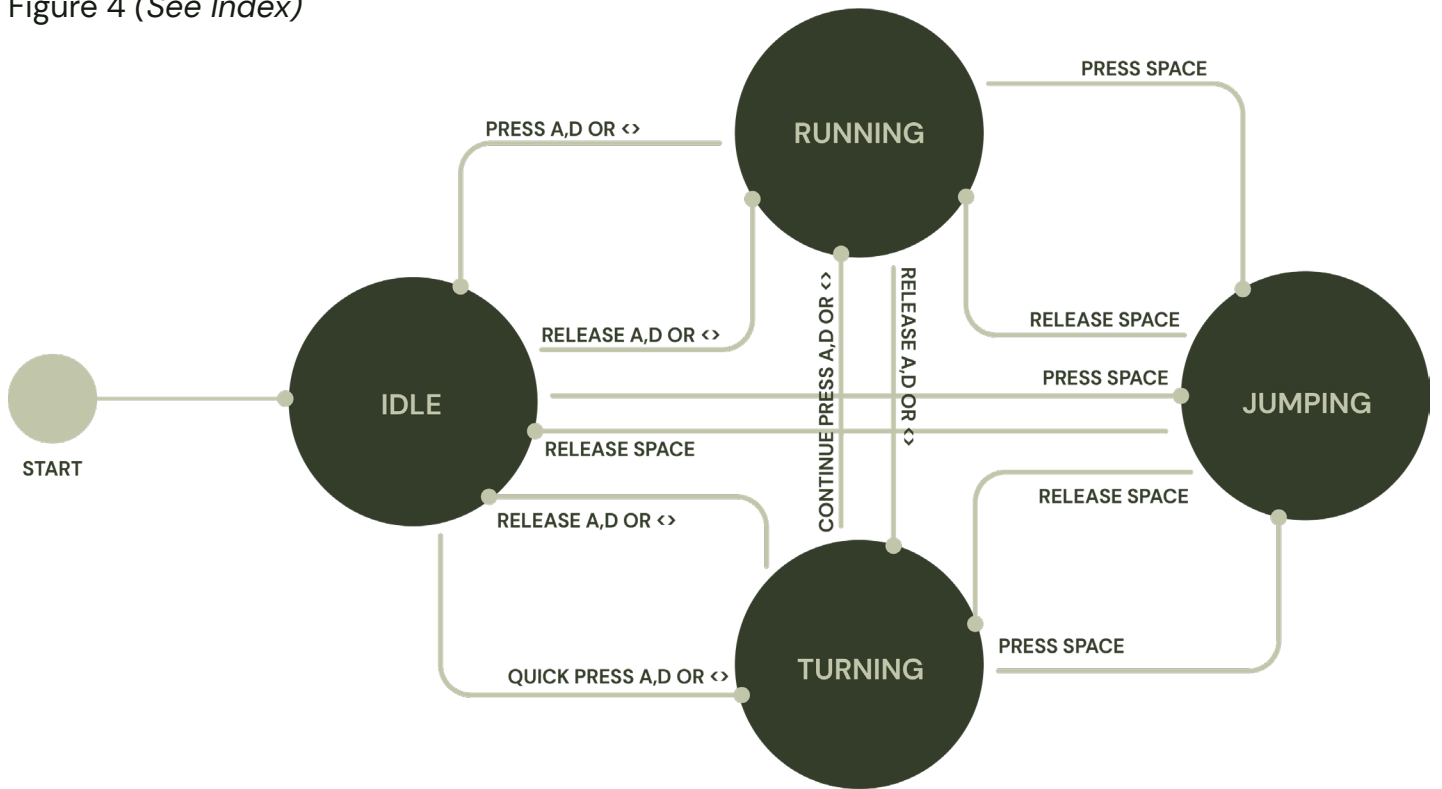 Figure 4 (See Index)
PRESS SPACE
PRESS A,D OR <>
RUNNING
RELEASE A,D OR <>
RELEASE SPACE
CONTINUE PRESS A,D OR <>
RELEASE A,D OR <>
PRESS SPACE
IDLE
JUMPING
START
RELEASE SPACE
RELEASE SPACE
RELEASE A,D OR <>
PRESS SPACE
QUICK PRESS A,D OR <>
TURNING